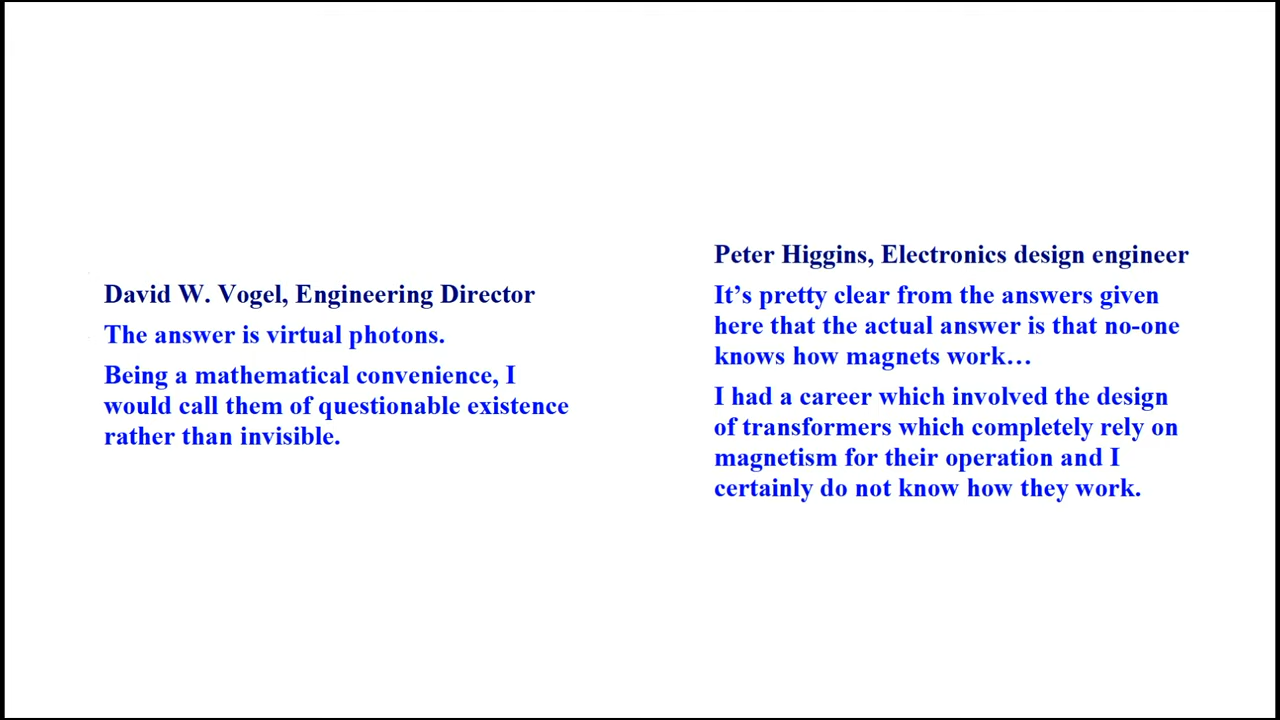 David W. Vogel, Engineering Director
The answer is virtual photons.
Being a mathematical convenience, I
would call them of questionable existence
rather than invisible.
Peter Higgins, Electronics design engineer
It’s pretty clear from the answers given
here that the actual answer is that no-one
knows how magnets work…
I had a career which involved the design
of transformers which completely rely on
magnetism for their operation and I
certainly do not know how they work.